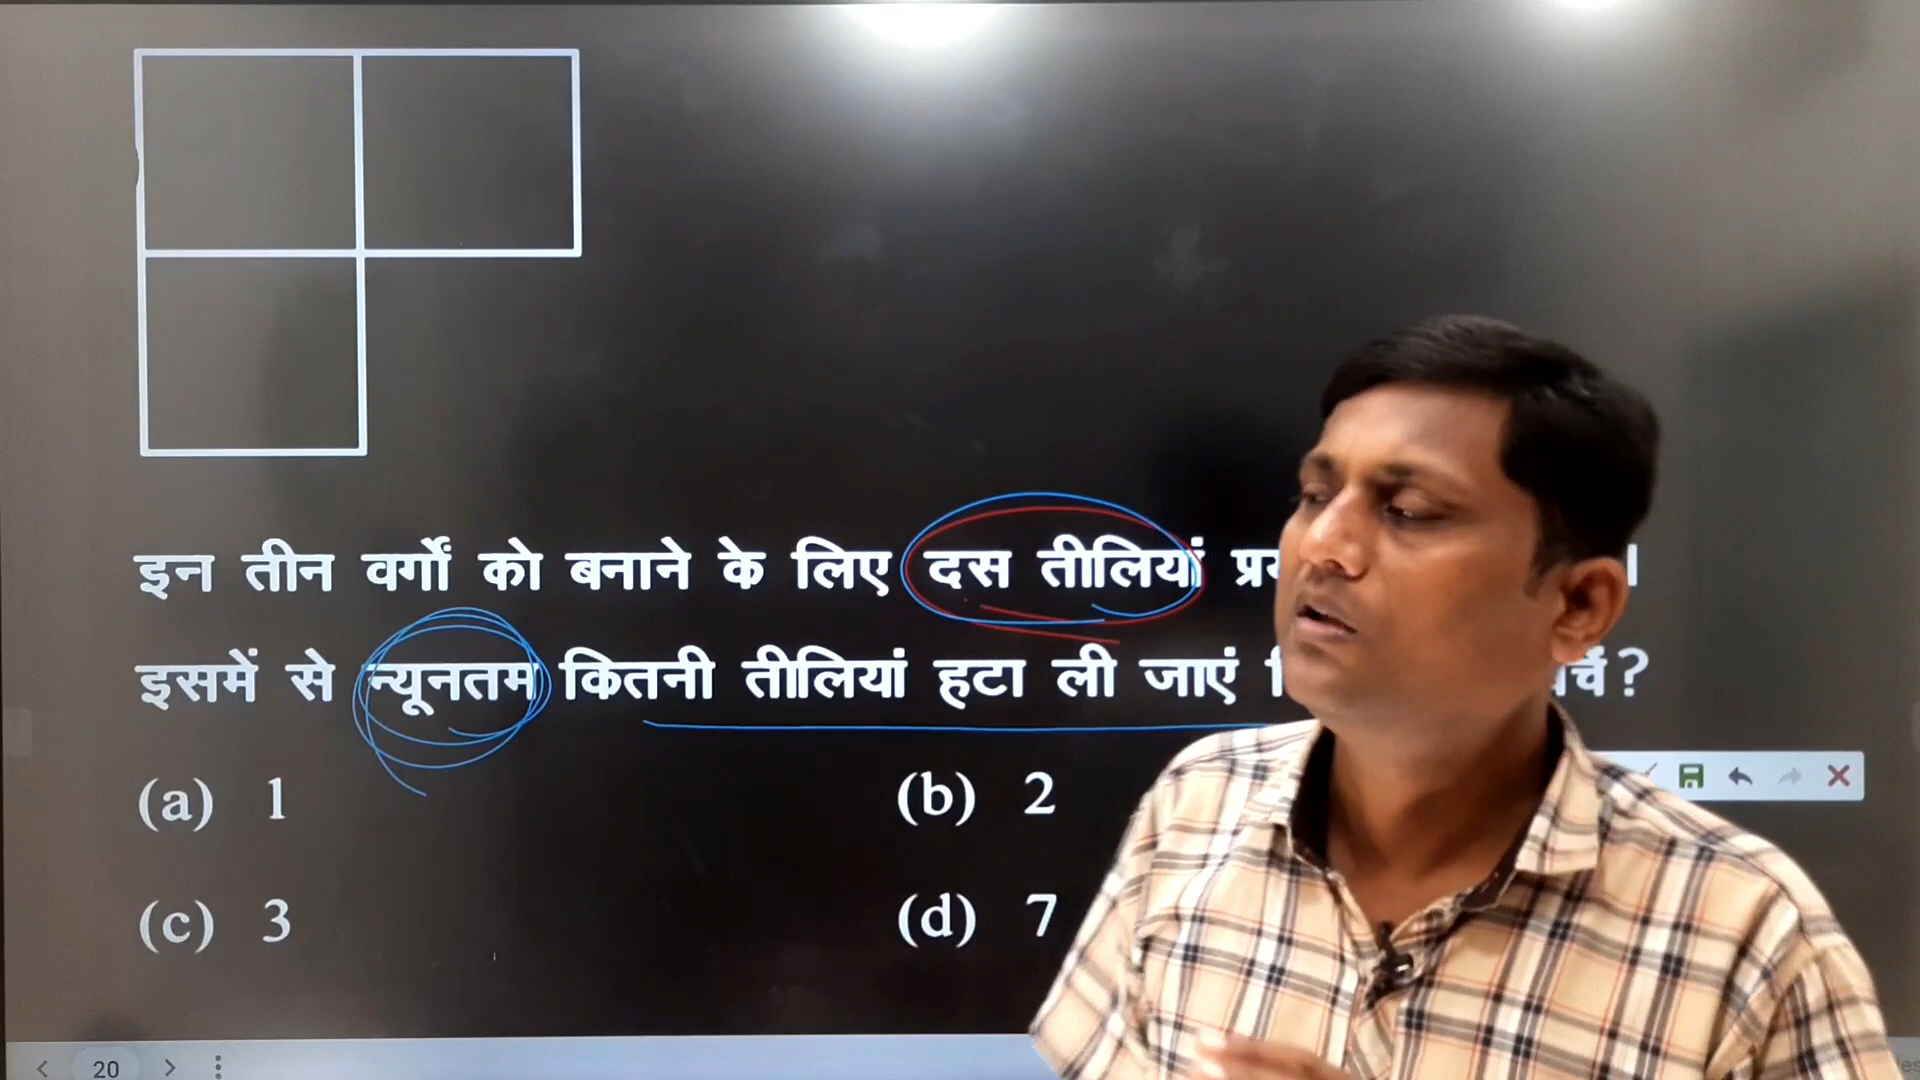 इन तीन वर्गों को बनाने के लिए दस तीलियां
इसमें से न्यूनतम कितनी तीलियां हटा ली जाएं
(a) 1 (b) 2
(c) 3 (d) 7
20